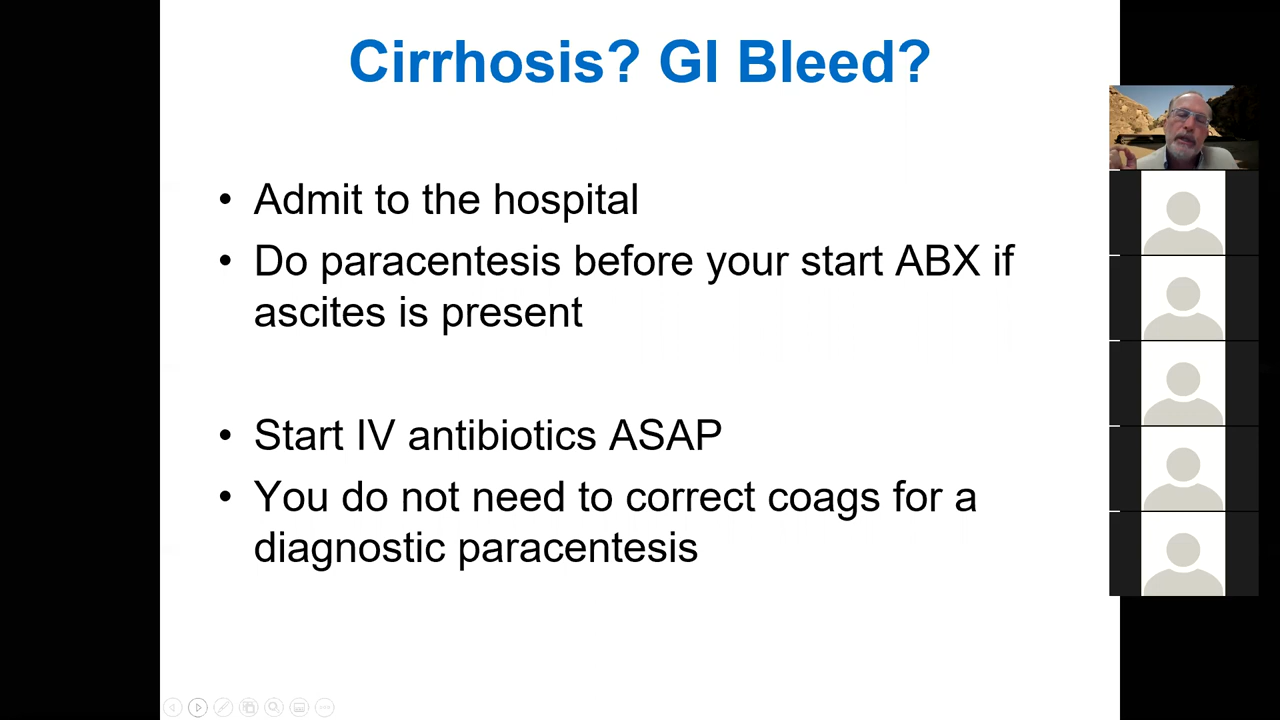 Cirrhosis? GI Bleed?
• Admit to the hospital
• Do paracentesis before your start ABX if
ascites is present
• Start IV antibiotics ASAP
• You do not need to correct coags for a
diagnostic paracentesis